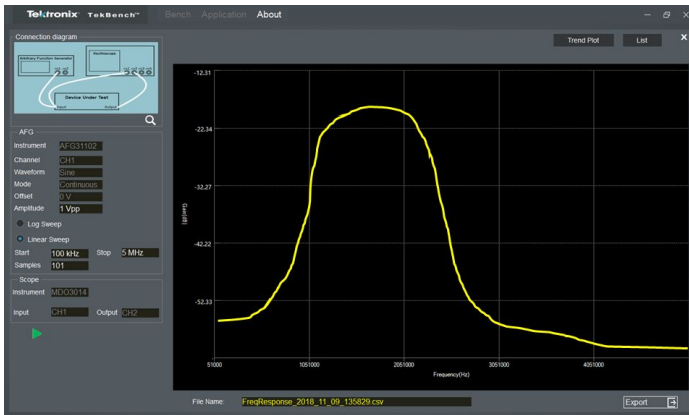 Tektronix TekBench™ Bench Application About
Connection diagram
Arbitrary Function Generator
Oscilloscope
Device Under Test
Input Output
AFG
Instrument AFG31102
Channel CH1
Waveform Sine
Mode Continuous
Offset 0 V
Amplitude 1 Vpp
Log Sweep
Linear Sweep
Start 100 kHz Stop 5 MHz
Samples 101
Scope
Instrument MDO3014
Input CH1 Output CH2
Trend Plot List X
-12.31
-22.34
-32.27
-42.22
-52.33
Gain(dB)
51000 1051000 2051000 3051000 4051000
Frequency(Hz)
File Name: FreqResponse_2018_11_09_135829.csv Export